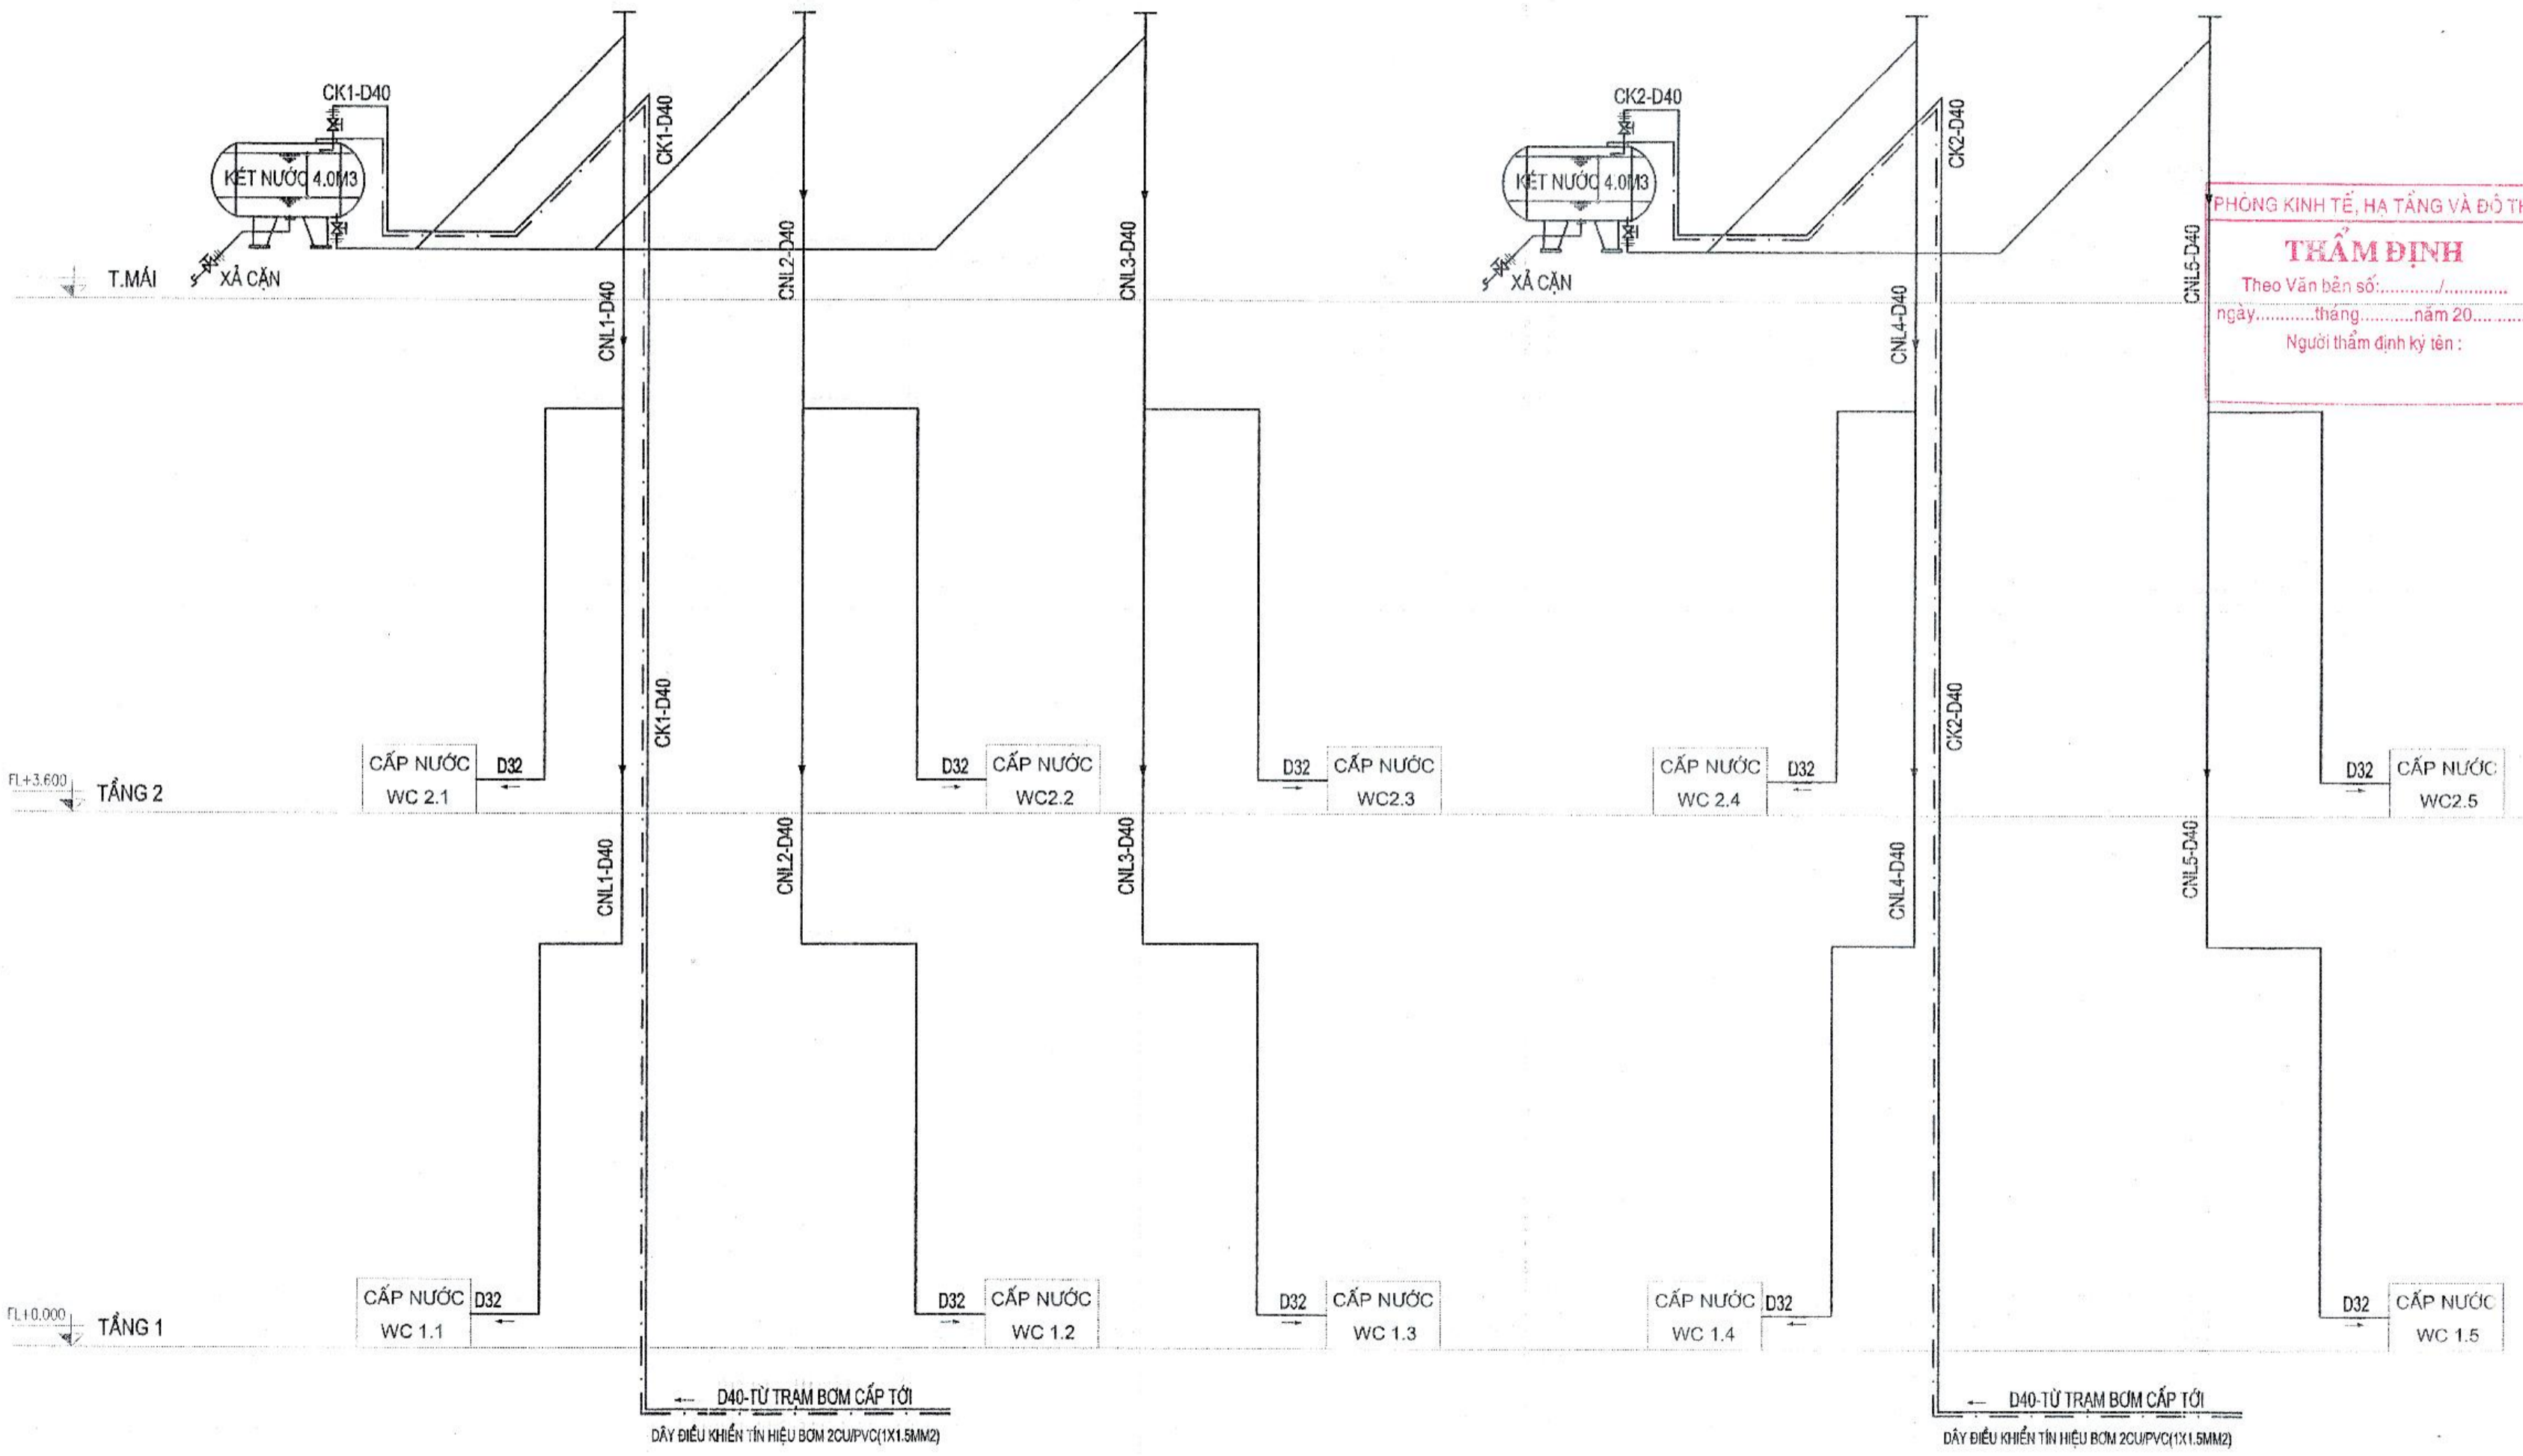 CK1-D40
CK1-D40
KÉT NƯỚC 4.0M3
XẢ CẶN
T.MÁI
CNL1-D40
CNL2-D40
CNL3-D40
CK2-D40
CK2-D40
KÉT NƯỚC 4.0M3
XẢ CẶN
CNL4-D40
CNL5-D40
PHÒNG KINH TẾ, HẠ TẦNG VÀ ĐÔ TH
THẨM ĐỊNH
Theo Văn bản số:............/.............
ngày............tháng..........năm 20..........
Người thẩm định ký tên :
CK1-D40
CK2-D40
FL+3.600
TẦNG 2
CẤP NƯỚC
WC 2.1
D32
D32
CẤP NƯỚC
WC2.2
D32
CẤP NƯỚC
WC2.3
CẤP NƯỚC
WC 2.4
D32
D32
CẤP NƯỚC
WC2.5
CNL1-D40
CNL2-D40
CNL3-D40
CNL4-D40
CNL5-D40
FL+0.000
TẦNG 1
CẤP NƯỚC
WC 1.1
D32
D32
CẤP NƯỚC
WC 1.2
D32
CẤP NƯỚC
WC 1.3
CẤP NƯỚC
WC 1.4
D32
D32
CẤP NƯỚC
WC 1.5
D40-TỪ TRẠM BƠM CẤP TỚI
DÂY ĐIỀU KHIỂN TÍN HIỆU BƠM 2CU/PVC(1X1.5MM2)
D40-TỪ TRẠM BƠM CẤP TỚI
DÂY ĐIỀU KHIỂN TÍN HIỆU BƠM 2CU/PVC(1X1.5MM2)